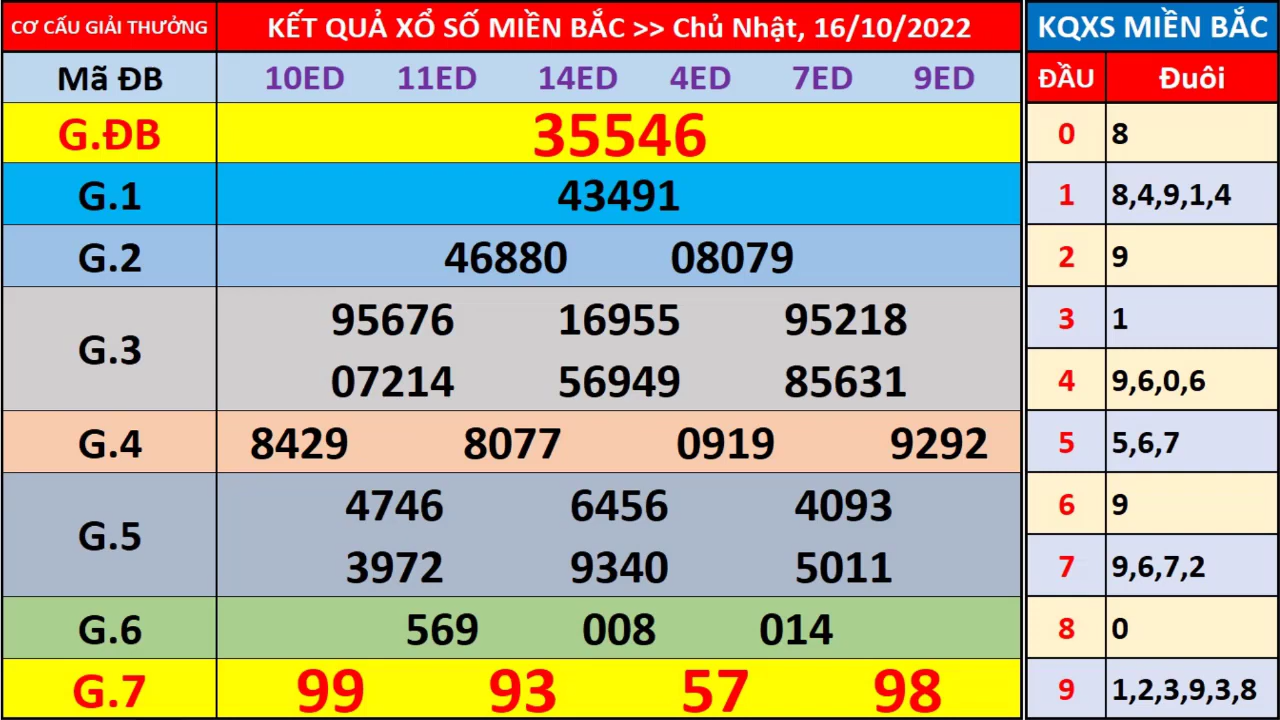 CƠ CẤU GIẢI THƯỞNG
KẾT QUẢ XỔ SỐ MIỀN BẮC >> Chủ Nhật, 16/10/2022
KQXS MIỀN BẮC
Mã ĐB 10ED 11ED 14ED 4ED 7ED 9ED
ĐẦU Đuôi
G.ĐB 35546
0 8
G.1 43491
1 8,4,9,1,4
G.2 46880 08079
2 9
G.3 95676 16955 95218
3 1
07214 56949 85631
4 9,6,0,6
G.4 8429 8077 0919 9292
5 5,6,7
G.5 4746 6456 4093
6 9
3972 9340 5011
7 9,6,7,2
G.6 569 008 014
8 0
G.7 99 93 57 98
9 1,2,3,9,3,8